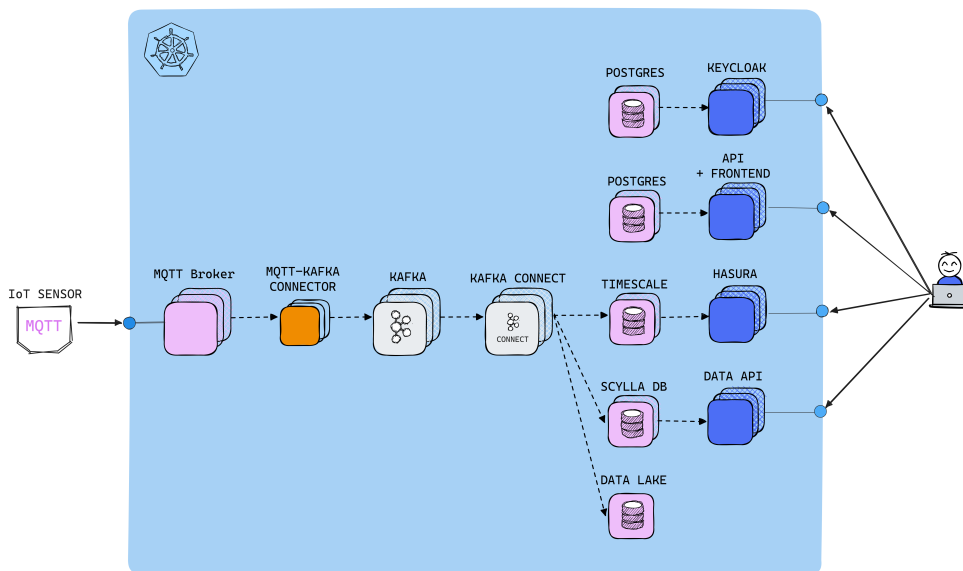 POSTGRES
KEYCLOAK
API
+ FRONTEND
POSTGRES
IoT SENSOR
MQTT
MQTT Broker
MQTT-KAFKA
CONNECTOR
KAFKA
KAFKA CONNECT
CONNECT
TIMESCALE
HASURA
SCYLLA DB
DATA API
DATA LAKE